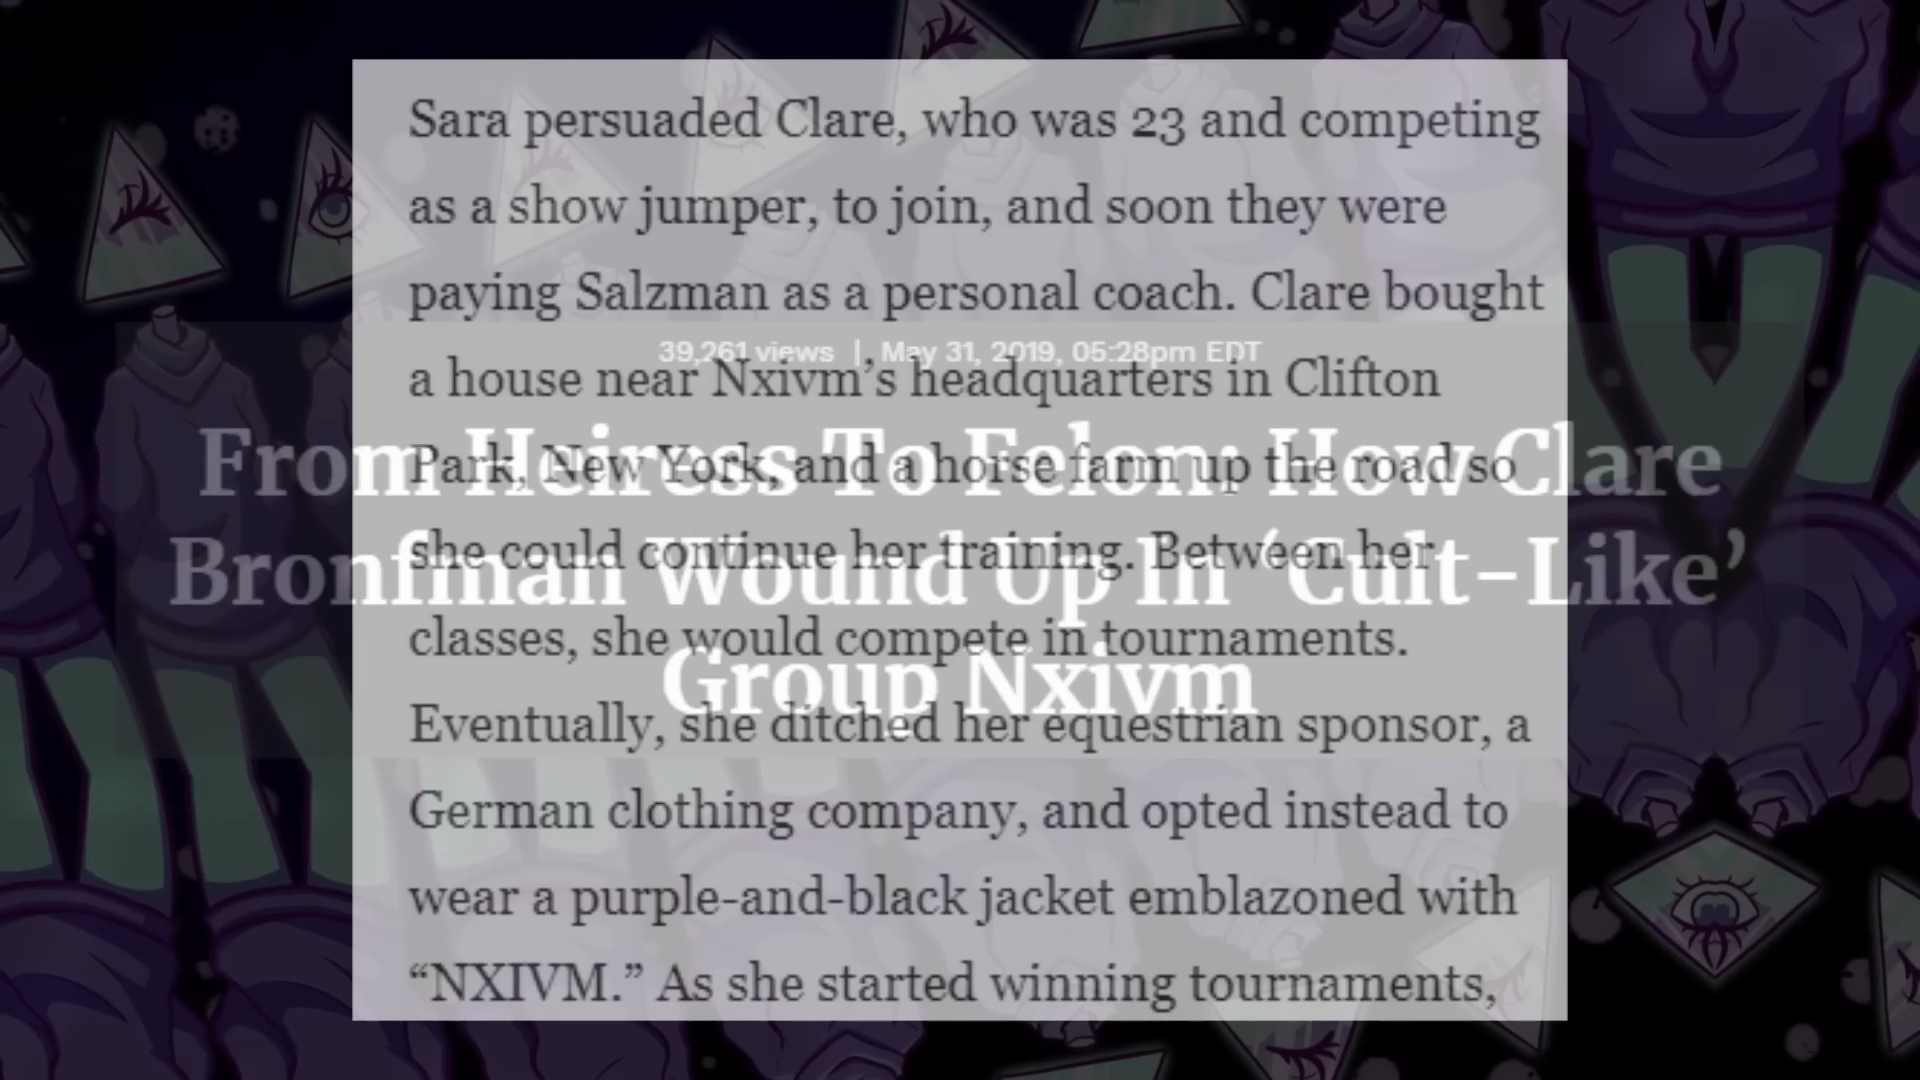 Sara persuaded Clare, who was 23 and competing
as a show jumper, to join, and soon they were
paying Salzman as a personal coach. Clare bought
a house near Nxivm’s headquarters in Clifton
Park, New York, and a horse farm up the road so
she could continue her training. Between her
classes, she would compete in tournaments.
Eventually, she ditched her equestrian sponsor, a
German clothing company, and opted instead to
wear a purple-and-black jacket emblazoned with
“NXIVM.” As she started winning tournaments,
39,261 views | May 31, 2019, 05:28pm EDT
From Heiress To Felon: How Clare
Bronfman Wound Up In ‘Cult-Like’
Group Nxivm